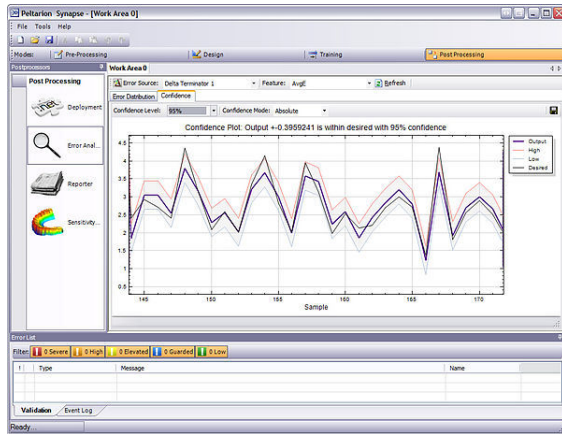 Peltarion Synapse - [Work Area 0]
File Tools Help
Modes: Pre-Processing Design Training Post Processing
Postprocessors
Work Area 0
Post Processing
Deployment
Error Anal...
Reporter
Sensitivity...
Error Source: Delta Terminator 1 Feature: AvgE Refresh
Error Distribution Confidence
Confidence Level: 95% Confidence Mode: Absolute
Confidence Plot: Output +-0.3959241 is within desired with 95% confidence
Output
High
Low
Desired
4.5
4
3.5
3
2.5
2
1.5
1
0.5
145 150 155 160 165 170
Sample
Error List
Filter: 0 Severe 0 High 0 Elevated 0 Guarded 0 Low
! Type Message Name
Validation Event Log
Ready...